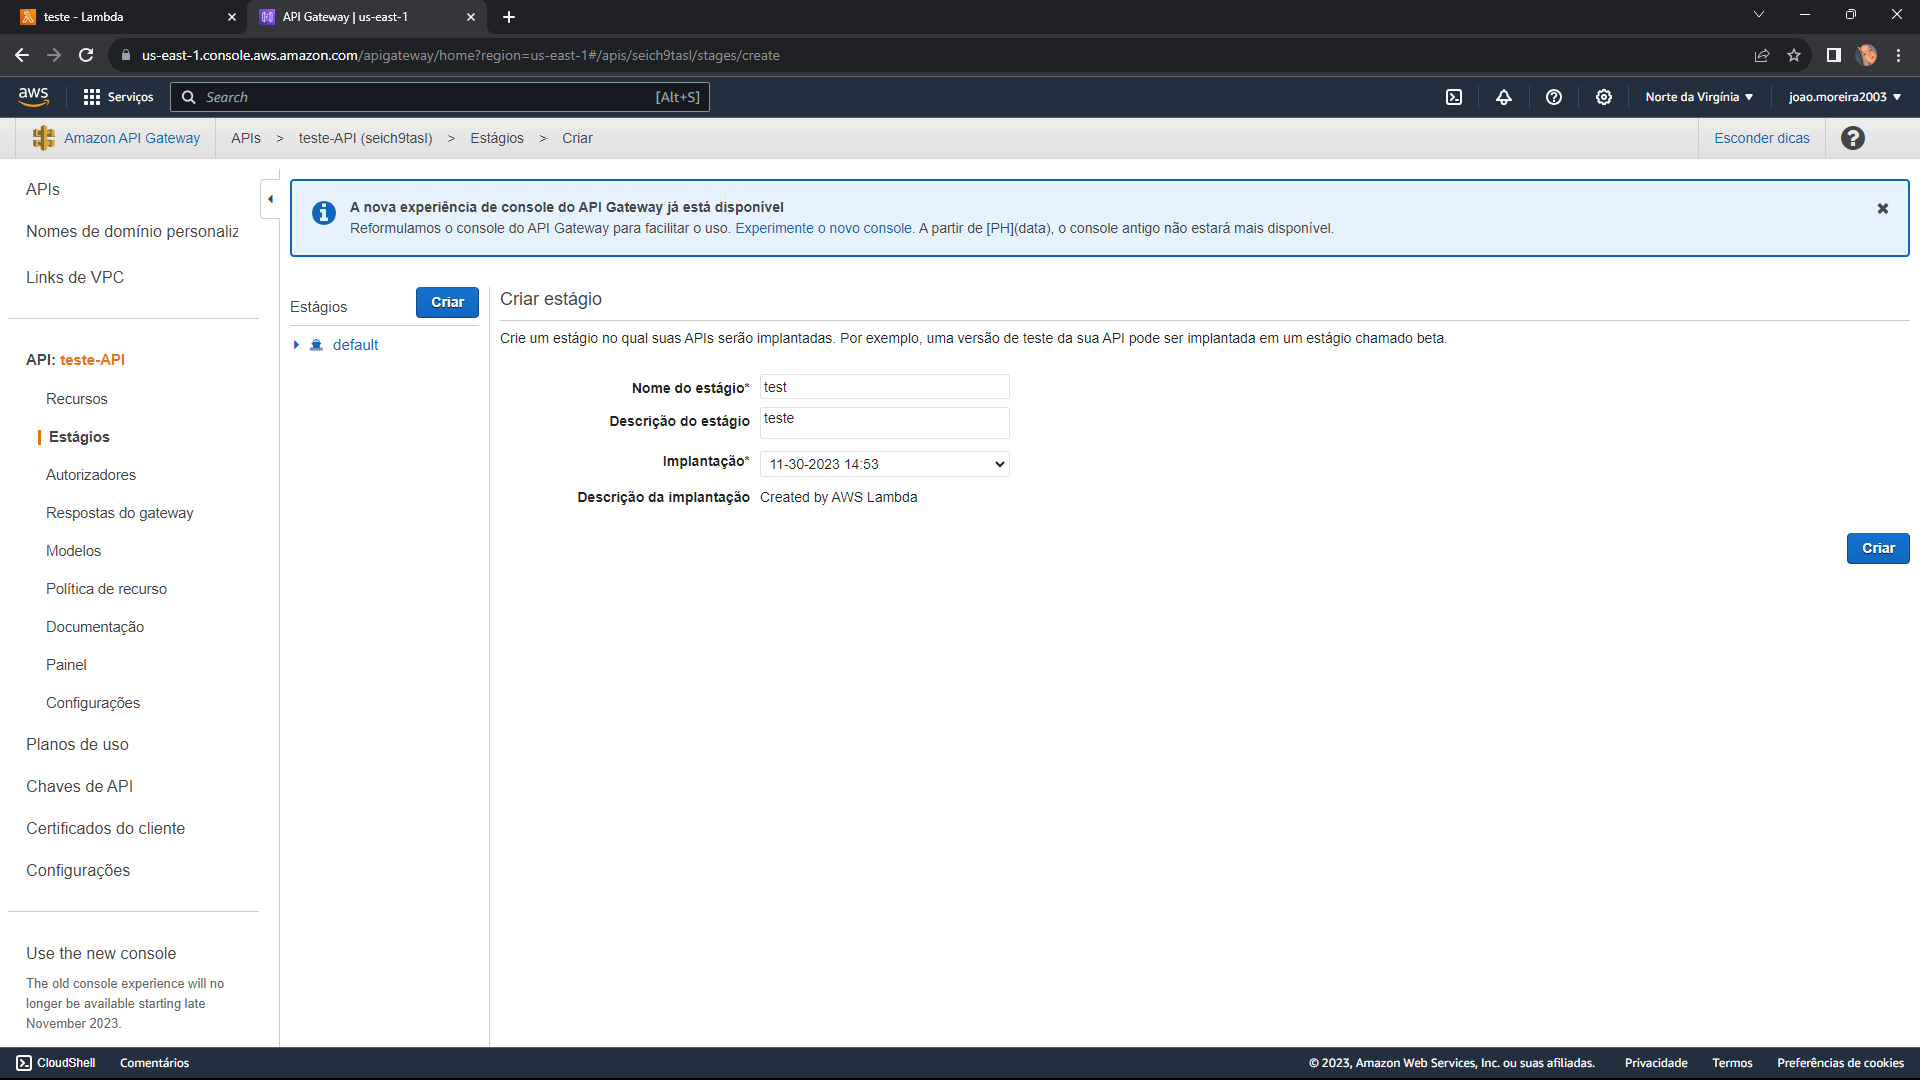 teste - Lambda
API Gateway | us-east-1
us-east-1.console.aws.amazon.com/apigateway/home?region=us-east-1#/apis/seich9tasl/stages/create
aws
Serviços
Search
[Alt+S]
Norte da Virgínia
joao.moreira2003
Amazon API Gateway
APIs > teste-API (seich9tasl) > Estágios > Criar
Esconder dicas
APIs
Nomes de domínio personaliz
Links de VPC
API: teste-API
Recursos
Estágios
Autorizadores
Respostas do gateway
Modelos
Política de recurso
Documentação
Painel
Configurações
Planos de uso
Chaves de API
Certificados do cliente
Configurações
Use the new console
The old console experience will no
longer be available starting late
November 2023.
A nova experiência de console do API Gateway já está disponível
Reformulamos o console do API Gateway para facilitar o uso. Experimente o novo console. A partir de [PH](data), o console antigo não estará mais disponível.
Estágios
Criar
default
Criar estágio
Crie um estágio no qual suas APIs serão implantadas. Por exemplo, uma versão de teste da sua API pode ser implantada em um estágio chamado beta.
Nome do estágio* test
Descrição do estágio teste
Implantação* 11-30-2023 14:53
Descrição da implantação Created by AWS Lambda
Criar
CloudShell
Comentários
© 2023, Amazon Web Services, Inc. ou suas afiliadas.
Privacidade
Termos
Preferências de cookies